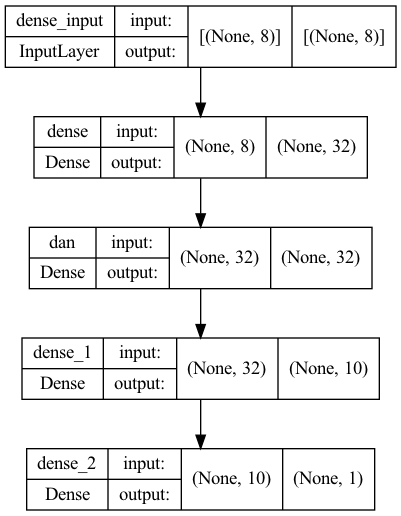 dense_input input: [(None, 8)] [(None, 8)]
InputLayer output:
dense input: (None, 8) (None, 32)
Dense output:
dan input: (None, 32) (None, 32)
Dense output:
dense_1 input: (None, 32) (None, 10)
Dense output:
dense_2 input: (None, 10) (None, 1)
Dense output: